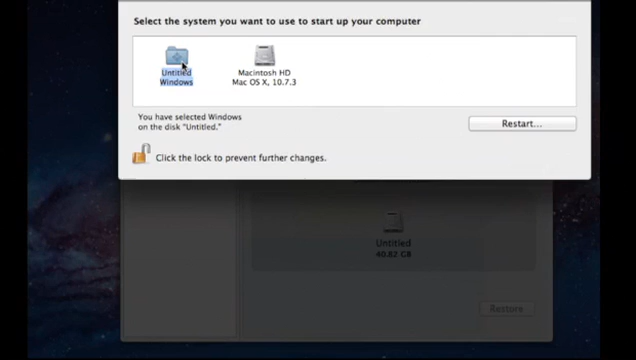 Select the system you want to use to start up your computer
Untitled
Windows
Macintosh HD
Mac OS X, 10.7.3
You have selected Windows
on the disk "Untitled."
Restart...
Click the lock to prevent further changes.
Untitled
40.82 GB
Restore